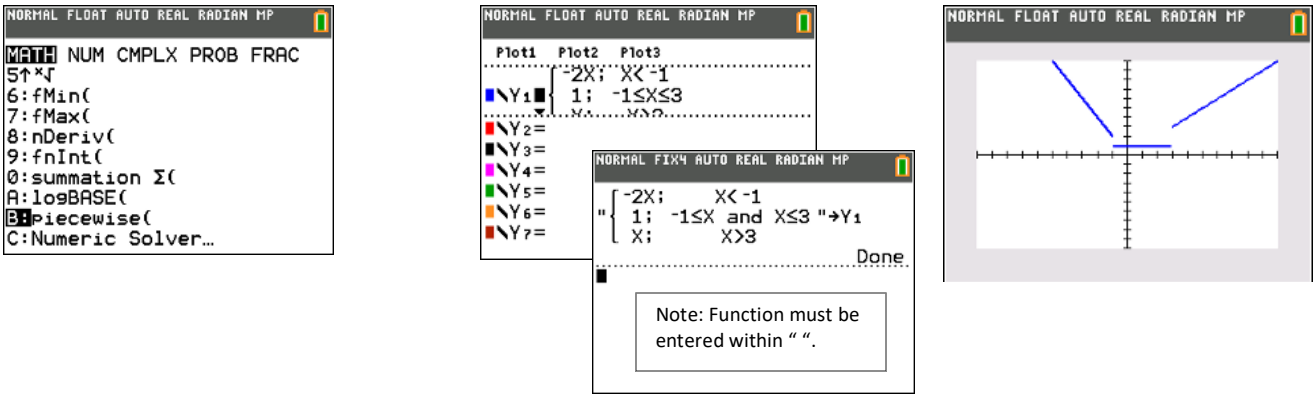 NORMAL FLOAT AUTO REAL RADIAN MP
MATH NUM CMPLX PROB FRAC
5↑ˣ√
6:fMin(
7:fMax(
8:nDeriv(
9:fnInt(
0:summation Σ(
A:logBASE(
B:piecewise(
C:Numeric Solver…
NORMAL FLOAT AUTO REAL RADIAN MP
Plot1 Plot2 Plot3
-2X; X<-1
\Y₁ { 1; -1≤X≤3
\Y₂=
\Y₃=
\Y₄=
\Y₅=
\Y₆=
\Y₇=
NORMAL FIX4 AUTO REAL RADIAN MP
-2X; X<-1
"{ 1; -1≤X and X≤3 "→Y₁
X; X>3
Done
Note: Function must be
entered within “ “.
NORMAL FLOAT AUTO REAL RADIAN MP